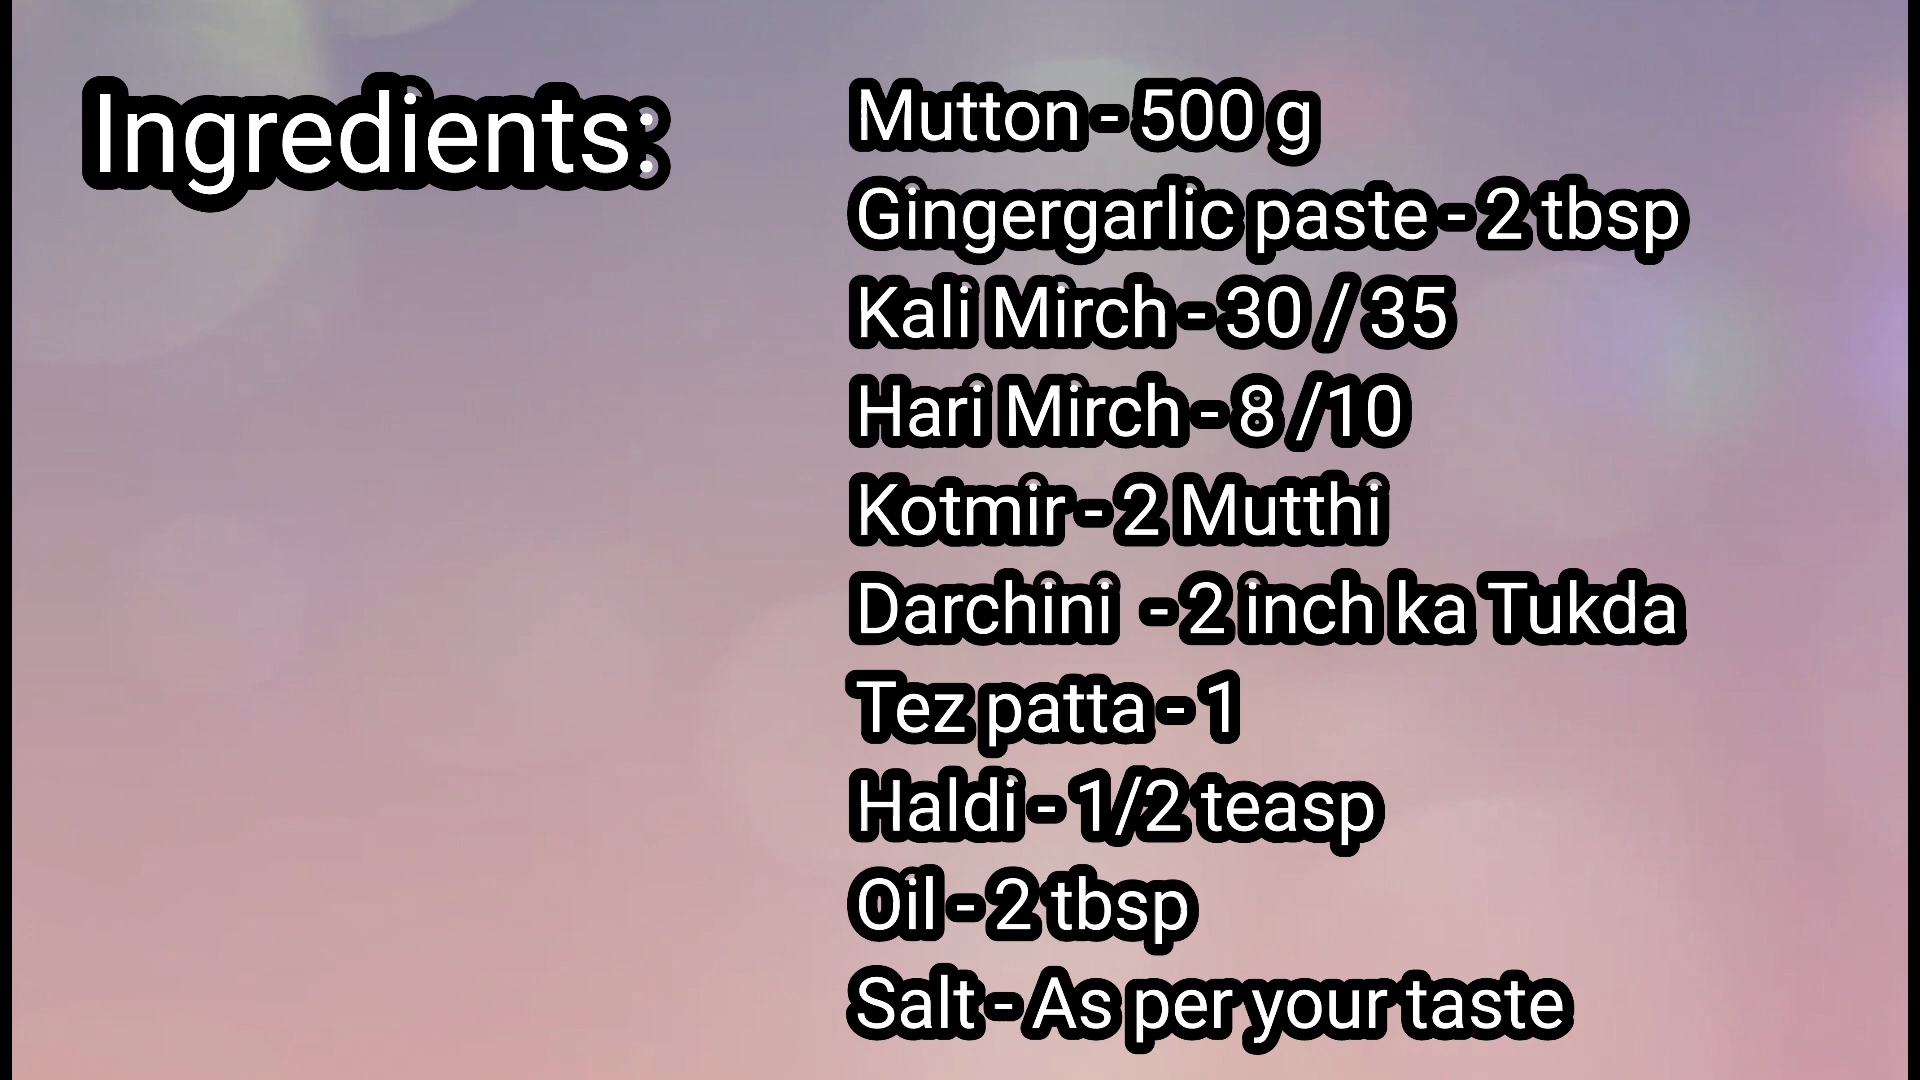 Ingredients:
Mutton - 500 g
Gingergarlic paste - 2 tbsp
Kali Mirch - 30 / 35
Hari Mirch - 8 /10
Kotmir - 2 Mutthi
Darchini - 2 inch ka Tukda
Tez patta - 1
Haldi - 1/2 teasp
Oil - 2 tbsp
Salt - As per your taste